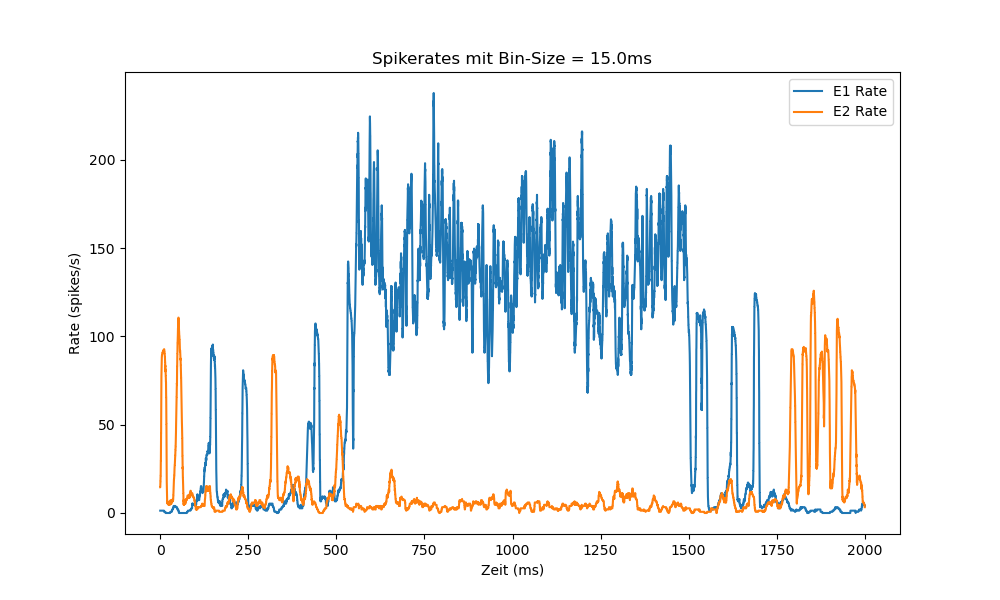 Spikerates mit Bin-Size = 15.0ms
E1 Rate
E2 Rate
Rate (spikes/s)
200
150
100
50
0
0 250 500 750 1000 1250 1500 1750 2000
Zeit (ms)